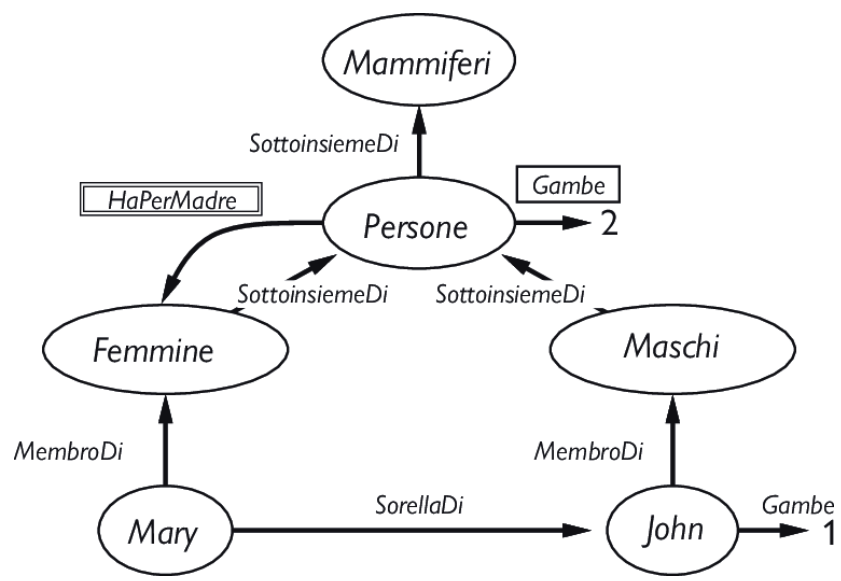 Mammiferi
SottoinsiemeDi
HaPerMadre
Gambe
Persone
2
SottoinsiemeDi
SottoinsiemeDi
Femmine
Maschi
MembroDi
MembroDi
SorellaDi
Gambe
Mary
John
1